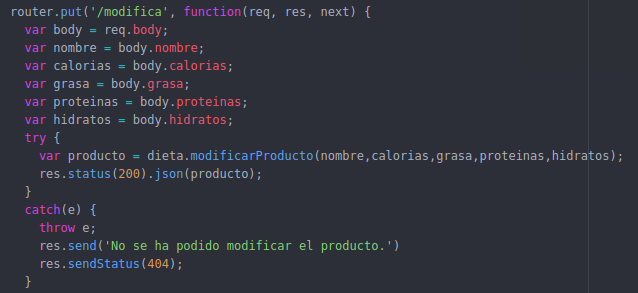 router.put('/modifica', function(req, res, next) {
var body = req.body;
var nombre = body.nombre;
var calorias = body.calorias;
var grasa = body.grasa;
var proteinas = body.proteinas;
var hidratos = body.hidratos;
try {
var producto = dieta.modificarProducto(nombre,calorias,grasa,proteinas,hidratos);
res.status(200).json(producto);
}
catch(e) {
throw e;
res.send('No se ha podido modificar el producto.')
res.sendStatus(404);
}